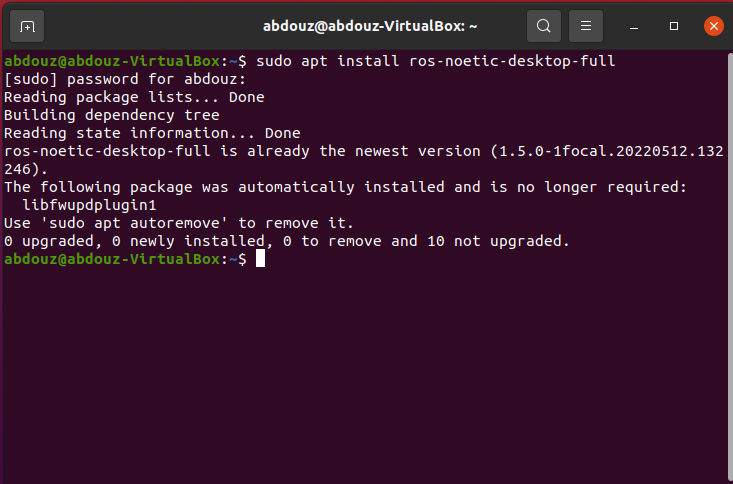 abdouz@abdouz-VirtualBox: ~
abdouz@abdouz-VirtualBox:~$ sudo apt install ros-noetic-desktop-full
[sudo] password for abdouz:
Reading package lists... Done
Building dependency tree
Reading state information... Done
ros-noetic-desktop-full is already the newest version (1.5.0-1focal.20220512.132
246).
The following package was automatically installed and is no longer required:
  libfwupdplugin1
Use 'sudo apt autoremove' to remove it.
0 upgraded, 0 newly installed, 0 to remove and 10 not upgraded.
abdouz@abdouz-VirtualBox:~$